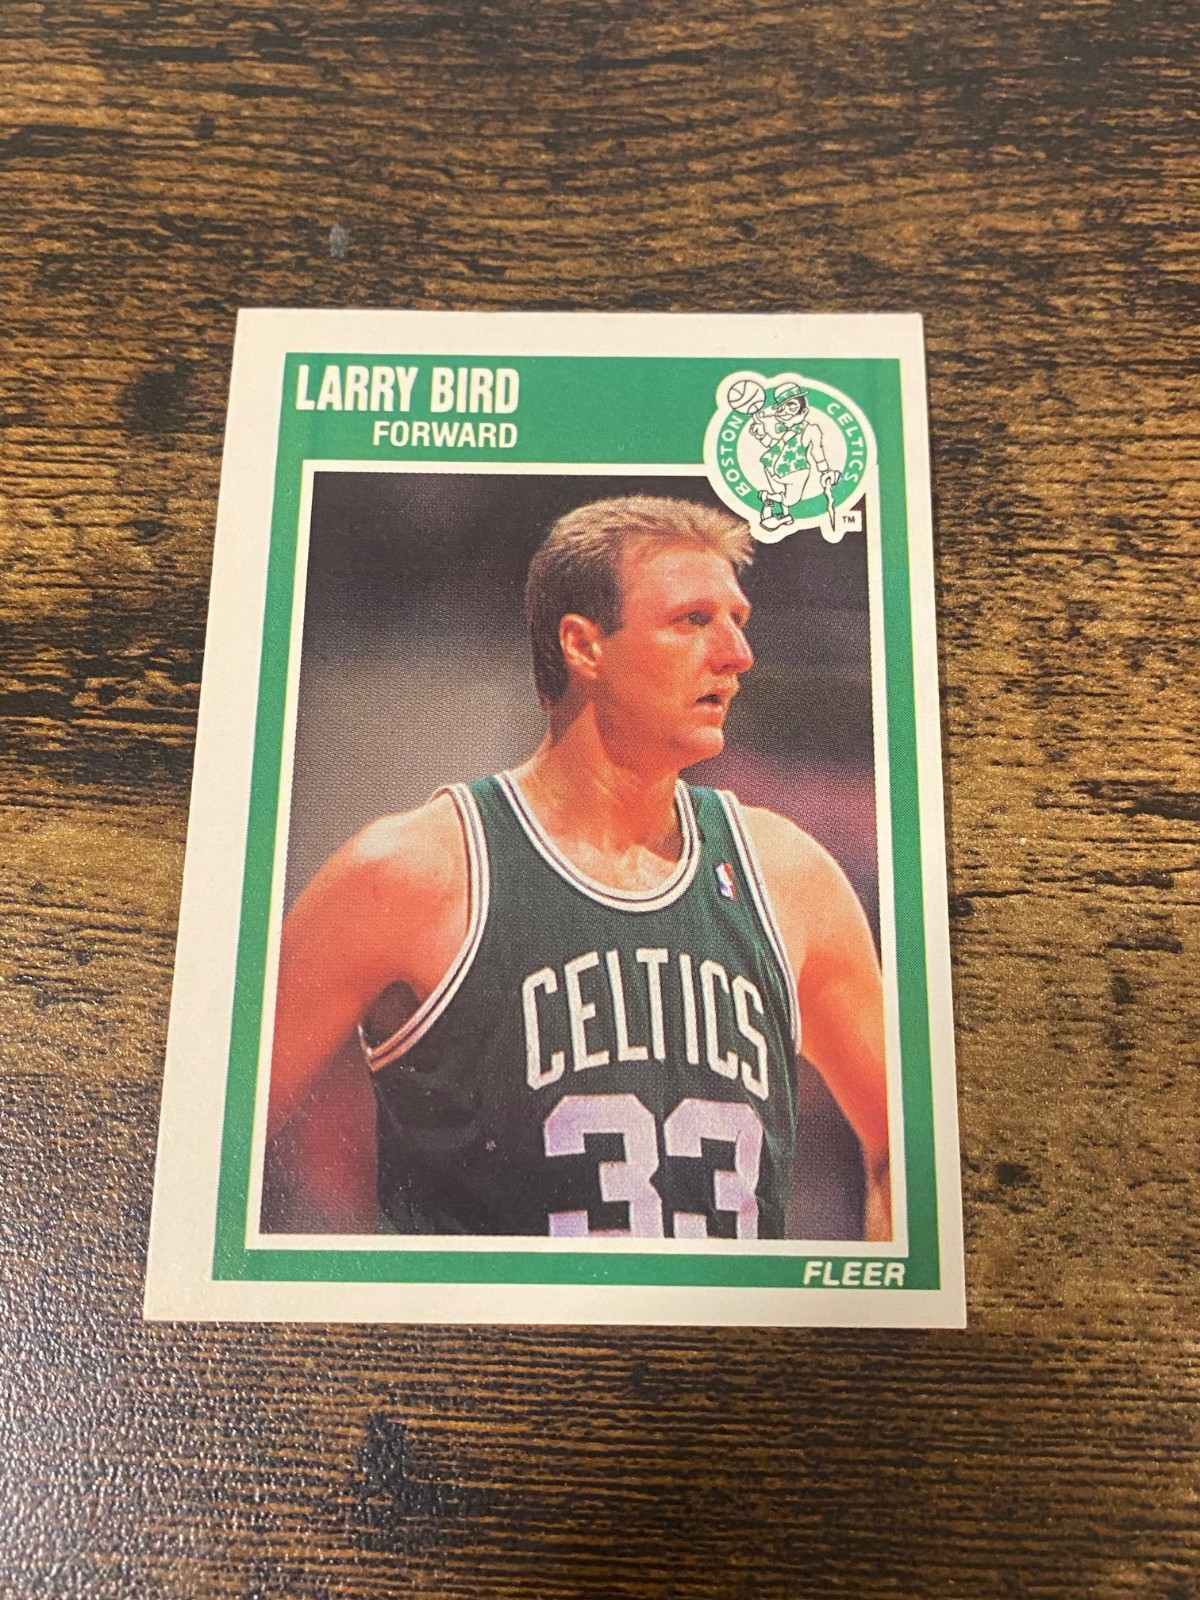 LARRY BIRD
FORWARD
BOSTON CELTICS
TM
CELTICS
33
FLEER